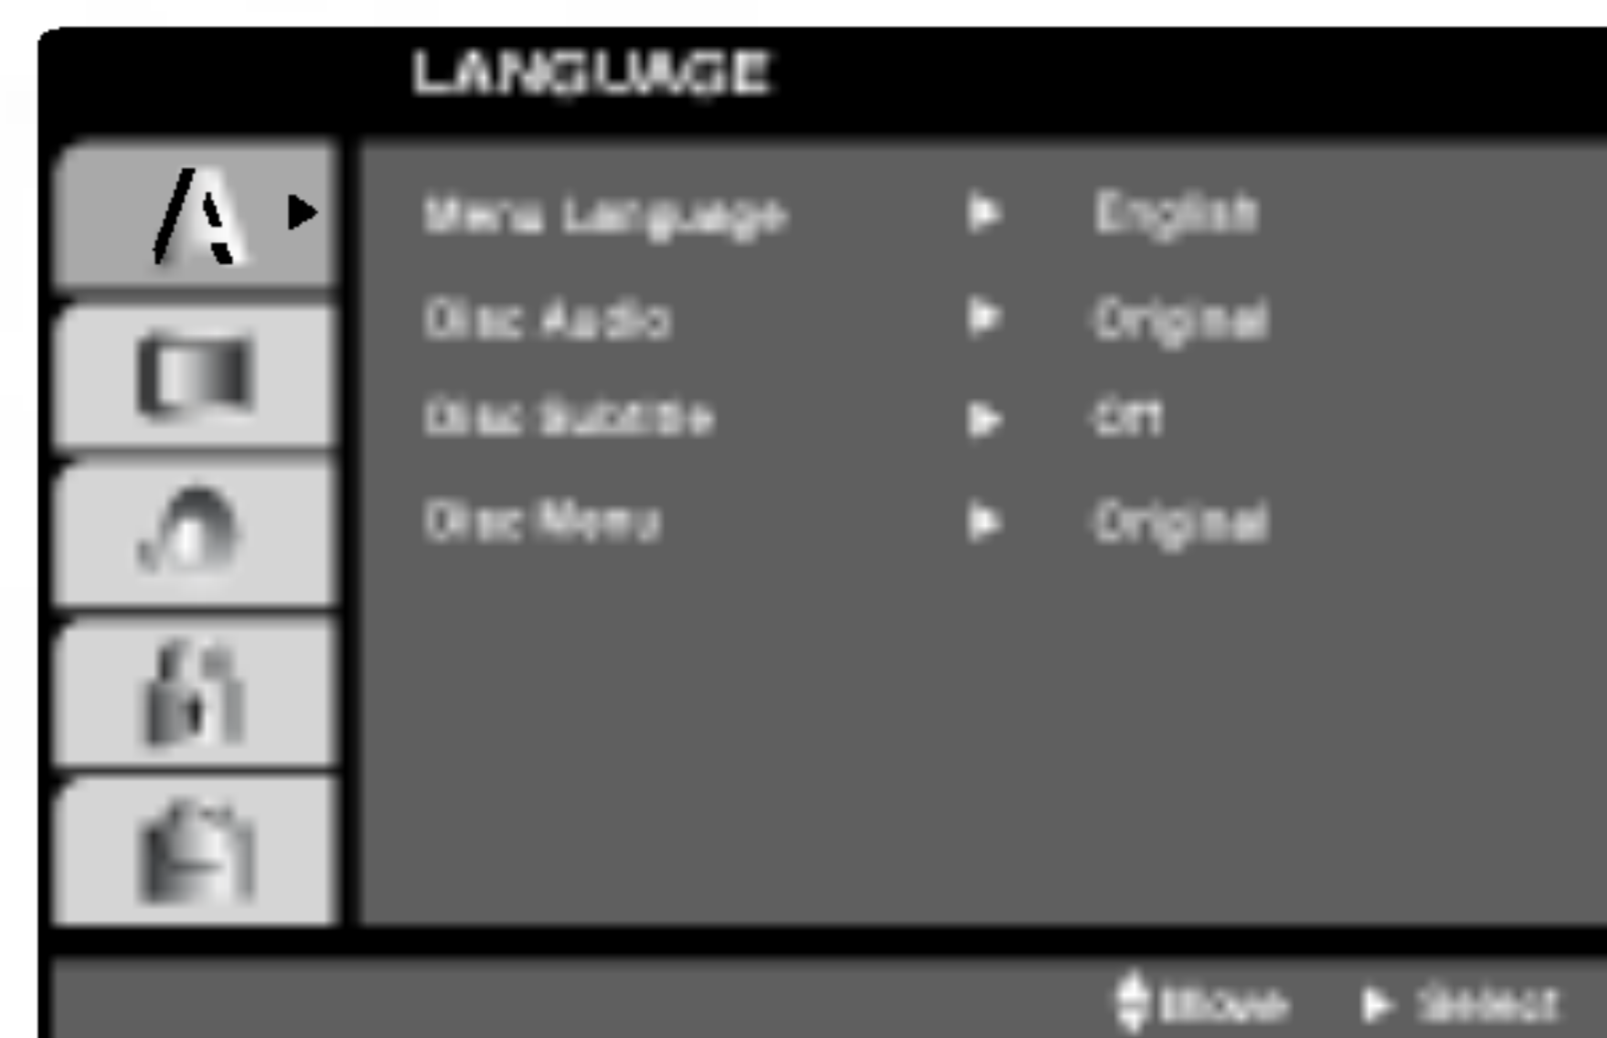 LANGUAGE
Menu Language ► English
Disc Audio ► Original
Disc Subtitle ► Off
Disc Menu ► Original
Move ► Select